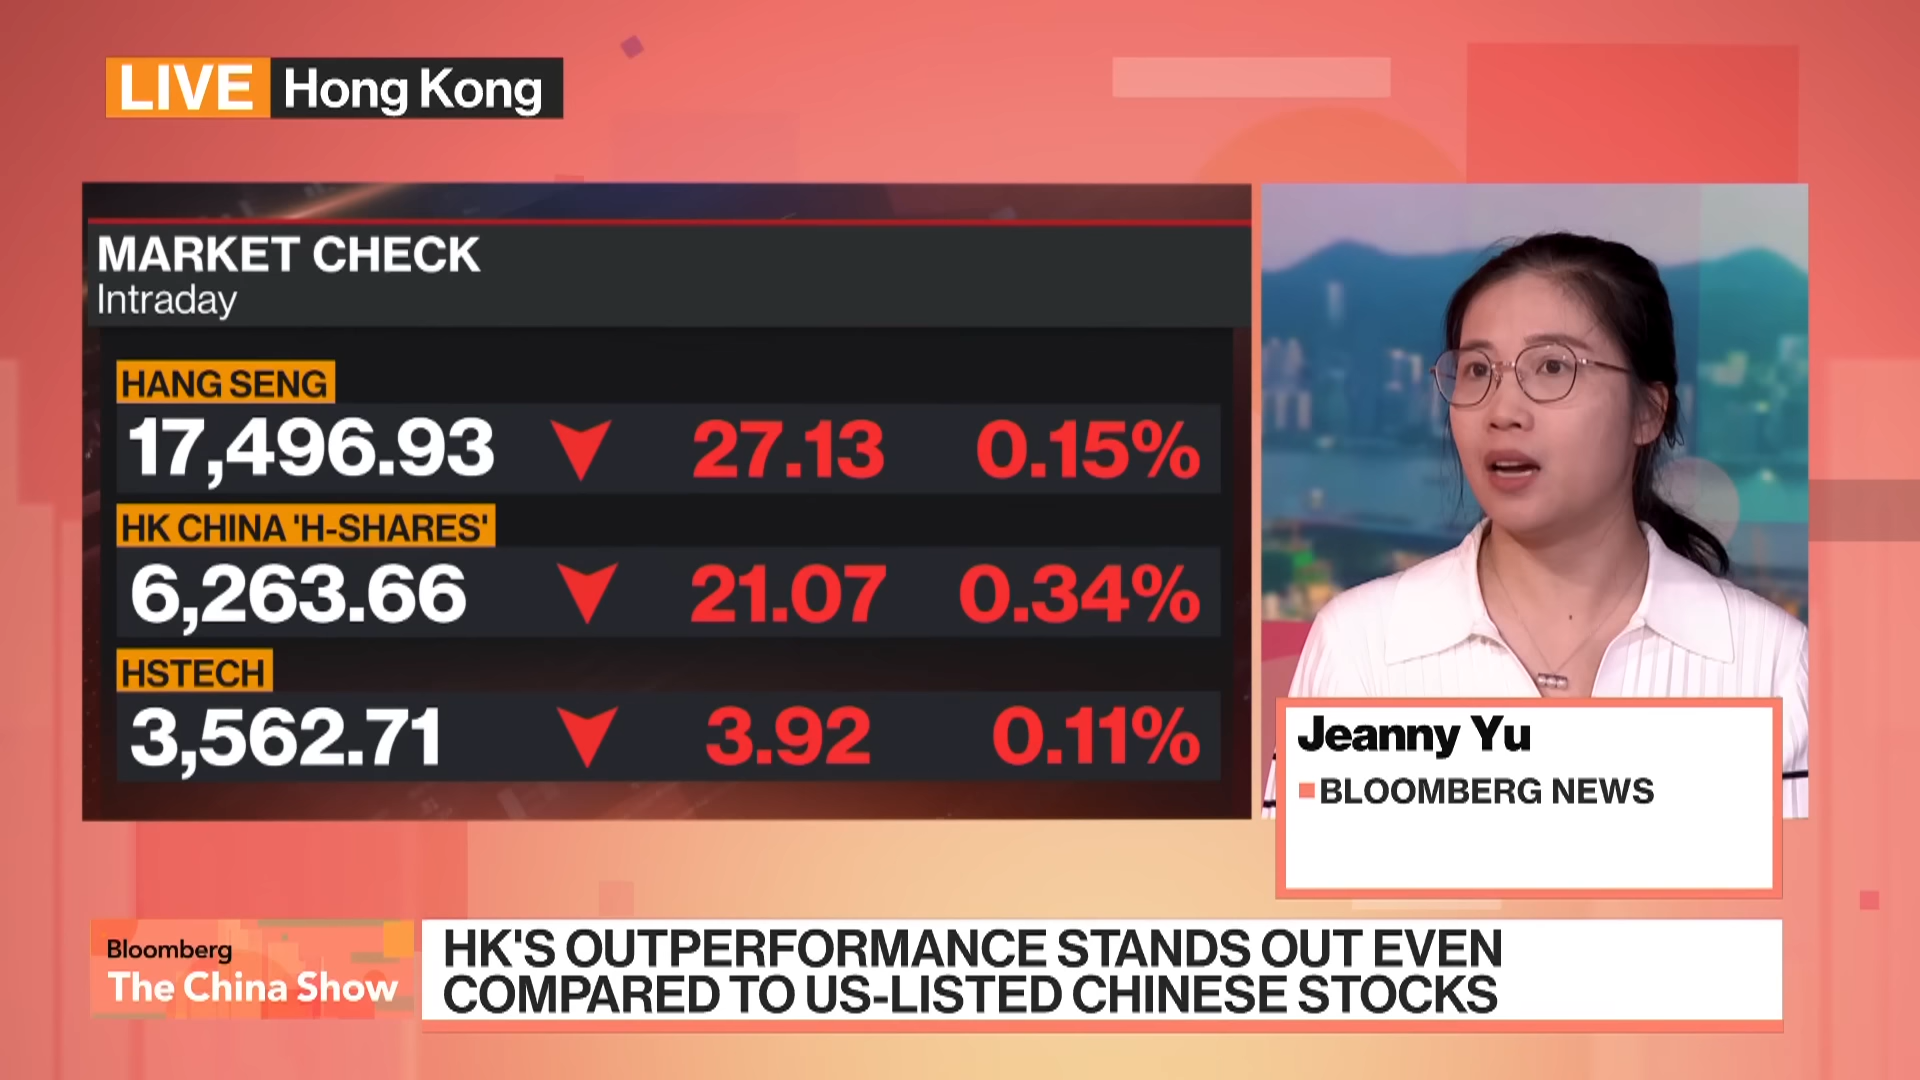 LIVE Hong Kong
MARKET CHECK
Intraday
HANG SENG
17,496.93 27.13 0.15%
HK CHINA 'H-SHARES'
6,263.66 21.07 0.34%
HSTECH
3,562.71 3.92 0.11%
Jeanny Yu
BLOOMBERG NEWS
Bloomberg
The China Show
HK'S OUTPERFORMANCE STANDS OUT EVEN
COMPARED TO US-LISTED CHINESE STOCKS